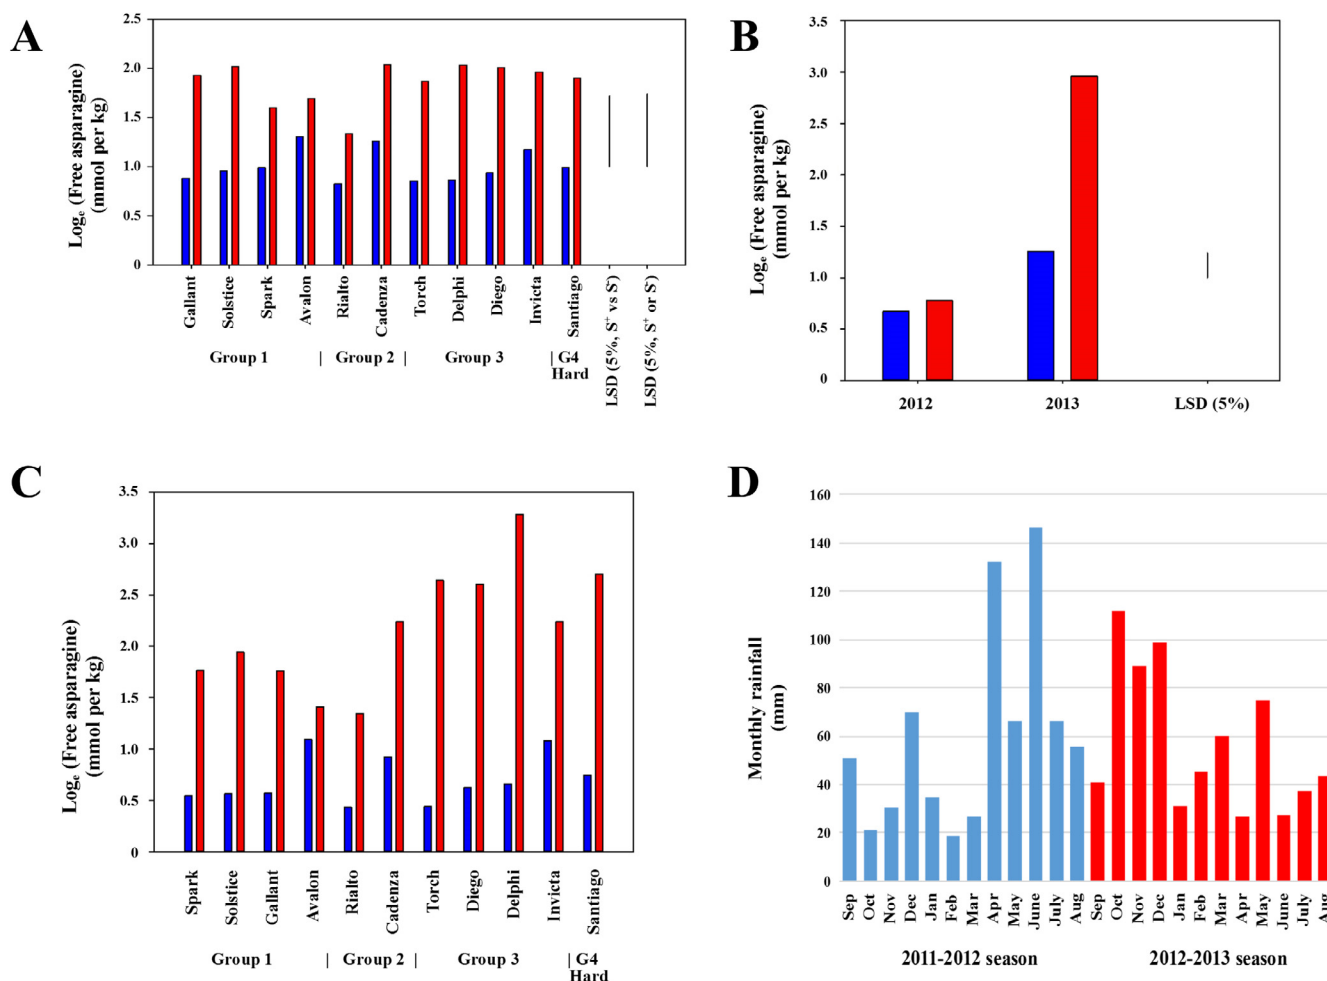 A
Logₑ (Free asparagine)
(mmol per kg)
2.5
2.0
1.5
1.0
0.5
0
Gallant
Solstice
Spark
Avalon
Rialto
Cadenza
Torch
Delphi
Diego
Invicta
Santiago
LSD (5%, S⁺ vs S⁻)
LSD (5%, S⁺ or S⁻)
Group 1 | Group 2 | Group 3 | G4
Hard
B
Logₑ (Free asparagine)
(mmol per kg)
3.5
3.0
2.5
2.0
1.5
1.0
0.5
0
2012 2013 LSD (5%)
C
Logₑ (Free asparagine)
(mmol per kg)
3.5
3.0
2.5
2.0
1.5
1.0
0.5
0
Spark
Solstice
Gallant
Avalon
Rialto
Cadenza
Torch
Diego
Delphi
Invicta
Santiago
Group 1 | Group 2 | Group 3 | G4
Hard
D
Monthly rainfall
(mm)
160
140
120
100
80
60
40
20
0
Sep
Oct
Nov
Dec
Jan
Feb
Mar
Apr
May
June
July
Aug
Sep
Oct
Nov
Dec
Jan
Feb
Mar
Apr
May
June
July
Aug
2011-2012 season 2012-2013 season